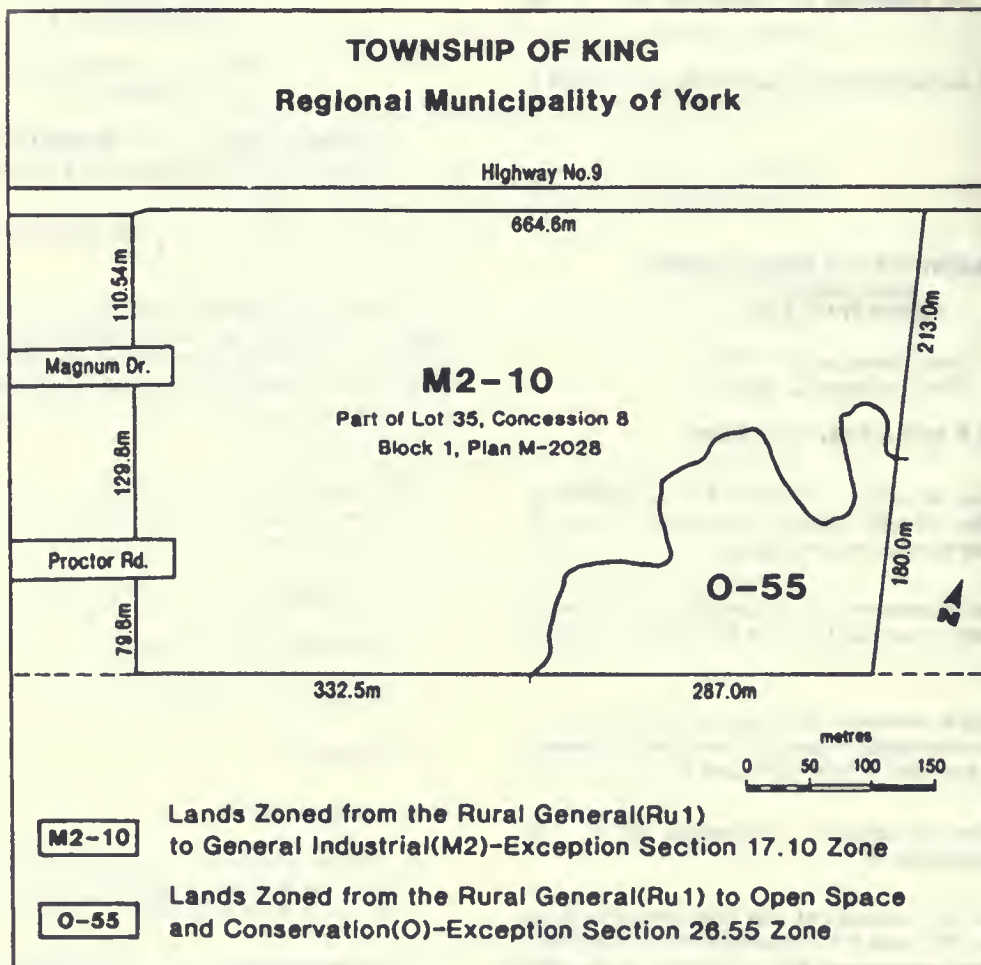 TOWNSHIP OF KING
Regional Municipality of York
Highway No.9
664.6m
110.54m
213.0m
Magnum Dr.
M2-10
Part of Lot 35, Concession 8
Block 1, Plan M-2028
129.8m
Proctor Rd.
O-55
180.0m
N
79.8m
332.5m
287.0m
metres
0 50 100 150
M2-10
Lands Zoned from the Rural General(Ru1)
to General Industrial(M2)-Exception Section 17.10 Zone
O-55
Lands Zoned from the Rural General(Ru1) to Open Space
and Conservation(O)-Exception Section 26.55 Zone